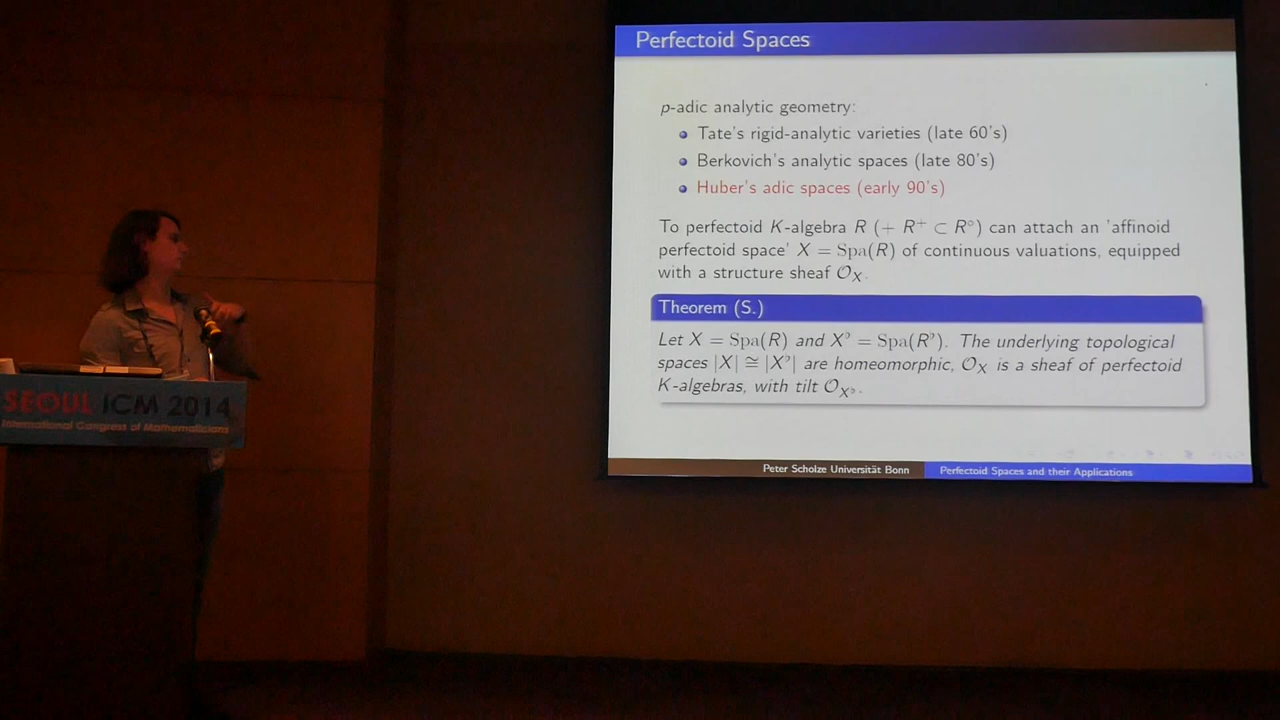 Perfectoid Spaces
p-adic analytic geometry:
Tate's rigid-analytic varieties (late 60's)
Berkovich's analytic spaces (late 80's)
Huber's adic spaces (early 90's)
To perfectoid K-algebra R (+ R⁺ ⊂ R°) can attach an 'affinoid
perfectoid space' X = Spa(R) of continuous valuations, equipped
with a structure sheaf 𝒪_X.
Theorem (S.)
Let X = Spa(R) and X♭ = Spa(R♭). The underlying topological
spaces |X| ≅ |X♭| are homeomorphic, 𝒪_X is a sheaf of perfectoid
K-algebras, with tilt 𝒪_X♭.
Peter Scholze Universität Bonn
Perfectoid Spaces and their Applications
SEOUL ICM 2014
International Congress of Mathematicians